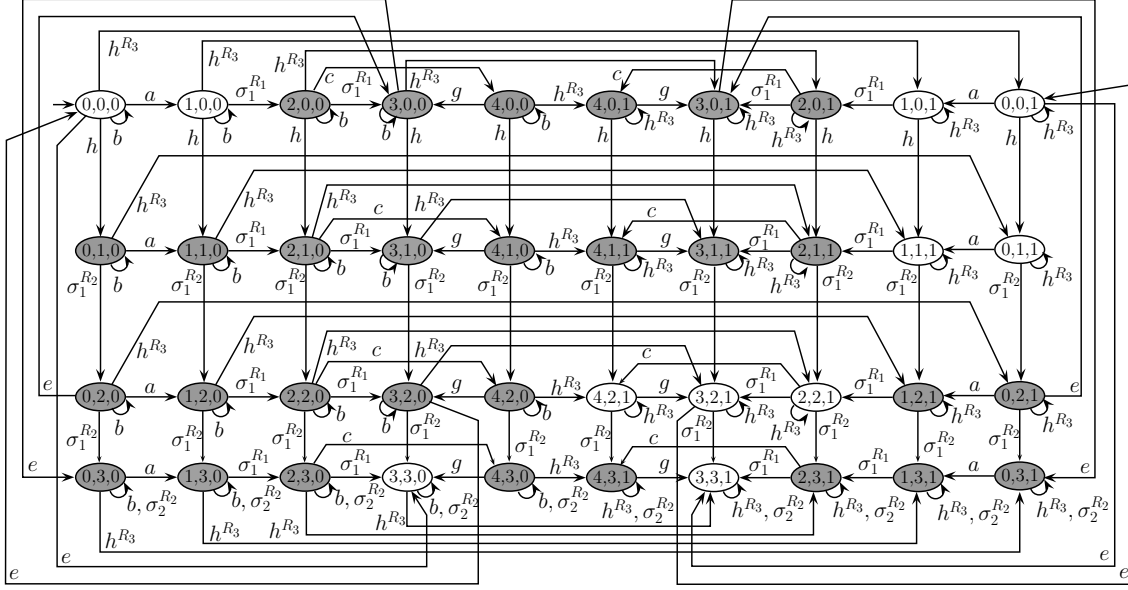 h^{R_3} h^{R_3} h^{R_3} c σ_1^{R_1} h^{R_3} c σ_1^{R_1}
0,0,0 a 1,0,0 σ_1^{R_1} 2,0,0 3,0,0 g 4,0,0 h^{R_3} 4,0,1 g 3,0,1 2,0,1 σ_1^{R_1} 1,0,1 a 0,0,1
b b b b b h^{R_3} h^{R_3} h^{R_3} h^{R_3} h^{R_3}
h h h h h h h h h h
h^{R_3} h^{R_3} h^{R_3} c h^{R_3} c
0,1,0 a 1,1,0 σ_1^{R_1} 2,1,0 σ_1^{R_1} 3,1,0 g 4,1,0 h^{R_3} 4,1,1 g 3,1,1 σ_1^{R_1} 2,1,1 σ_1^{R_1} 1,1,1 a 0,1,1
b b b b b h^{R_3} h^{R_3} h^{R_3} h^{R_3} h^{R_3}
σ_1^{R_2} σ_1^{R_2} σ_1^{R_2} σ_1^{R_2} σ_1^{R_2} σ_1^{R_2} σ_1^{R_2} σ_1^{R_2} σ_1^{R_2} σ_1^{R_2}
h^{R_3} h^{R_3} h^{R_3} c h^{R_3} c
e 0,2,0 a 1,2,0 σ_1^{R_1} 2,2,0 σ_1^{R_1} 3,2,0 g 4,2,0 h^{R_3} 4,2,1 g 3,2,1 σ_1^{R_1} 2,2,1 σ_1^{R_1} 1,2,1 a 0,2,1 e
b b b b b h^{R_3} h^{R_3} h^{R_3} h^{R_3} h^{R_3}
σ_1^{R_2} σ_1^{R_2} σ_1^{R_2} σ_1^{R_2} σ_1^{R_2} σ_1^{R_2} σ_1^{R_2} σ_1^{R_2} σ_1^{R_2} σ_1^{R_2}
c c
e 0,3,0 a 1,3,0 σ_1^{R_1} 2,3,0 σ_1^{R_1} 3,3,0 g 4,3,0 h^{R_3} 4,3,1 g 3,3,1 σ_1^{R_1} 2,3,1 σ_1^{R_1} 1,3,1 a 0,3,1 e
b, σ_2^{R_2} b, σ_2^{R_2} b, σ_2^{R_2} b, σ_2^{R_2} b, σ_2^{R_2} h^{R_3}, σ_2^{R_2} h^{R_3}, σ_2^{R_2} h^{R_3}, σ_2^{R_2} h^{R_3}, σ_2^{R_2} h^{R_3}, σ_2^{R_2}
h^{R_3} h^{R_3} h^{R_3} h^{R_3}
e e
e e